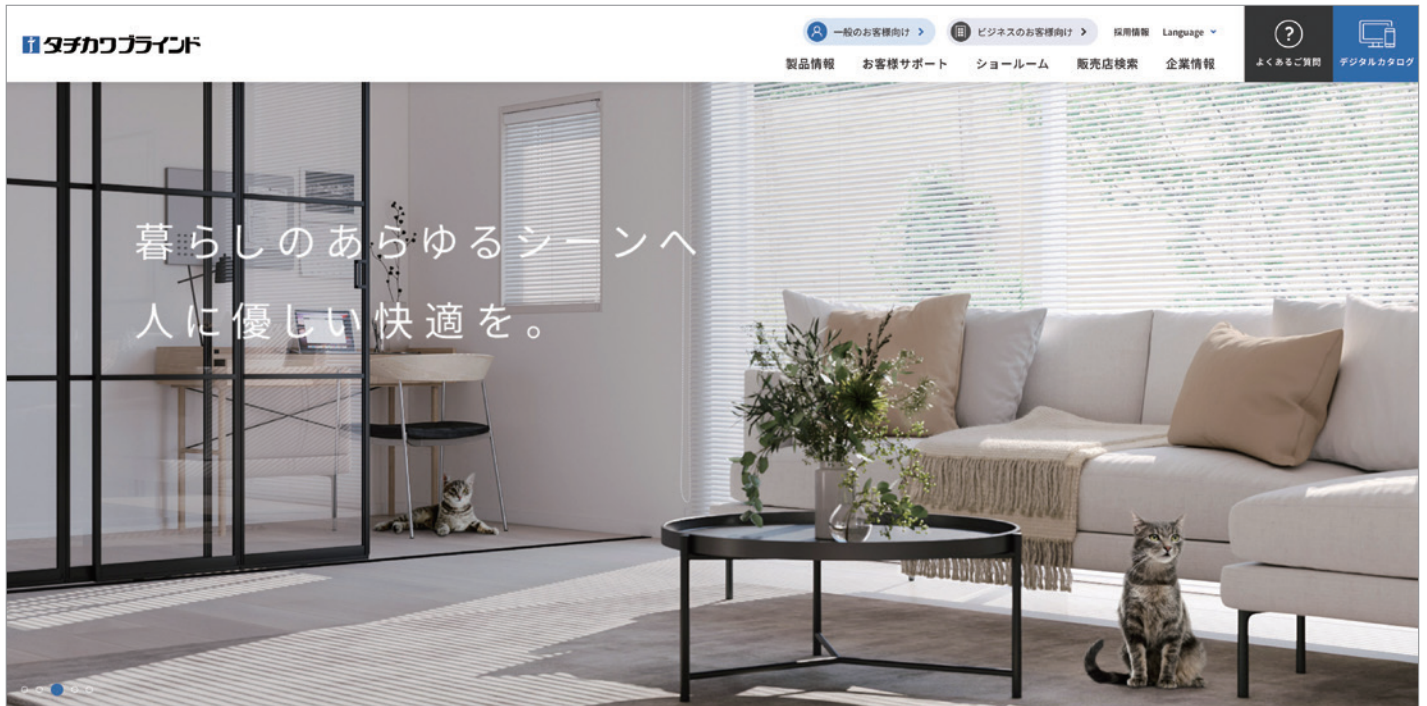 タチカワブラインド
一般のお客様向け
ビジネスのお客様向け
採用情報
Language
よくあるご質問
デジタルカタログ
製品情報
お客様サポート
ショールーム
販売店検索
企業情報
暮らしのあらゆるシーンへ
人に優しい快適を。